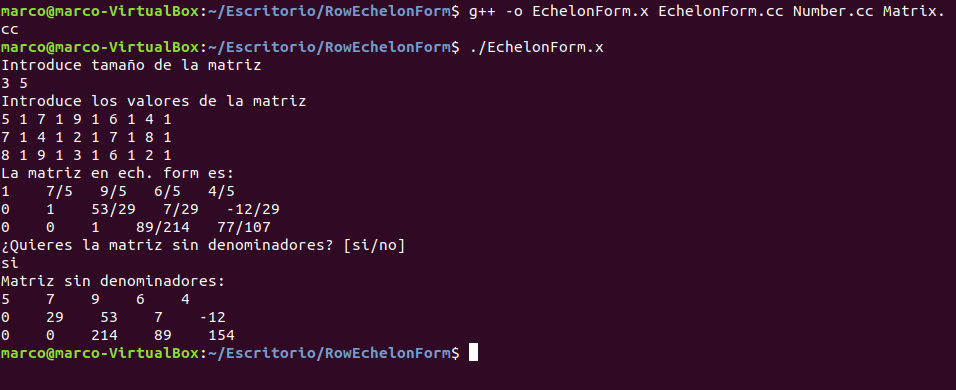 marco@marco-VirtualBox:~/Escritorio/RowEchelonForm$ g++ -o EchelonForm.x EchelonForm.cc Number.cc Matrix.
cc
marco@marco-VirtualBox:~/Escritorio/RowEchelonForm$ ./EchelonForm.x
Introduce tamaño de la matriz
3 5
Introduce los valores de la matriz
5 1 7 1 9 1 6 1 4 1
7 1 4 1 2 1 7 1 8 1
8 1 9 1 3 1 6 1 2 1
La matriz en ech. form es:
1    7/5   9/5   6/5   4/5
0    1    53/29   7/29   -12/29
0    0    1    89/214   77/107
¿Quieres la matriz sin denominadores? [si/no]
si
Matriz sin denominadores:
5    7    9    6    4
0    29    53    7    -12
0    0    214    89    154
marco@marco-VirtualBox:~/Escritorio/RowEchelonForm$